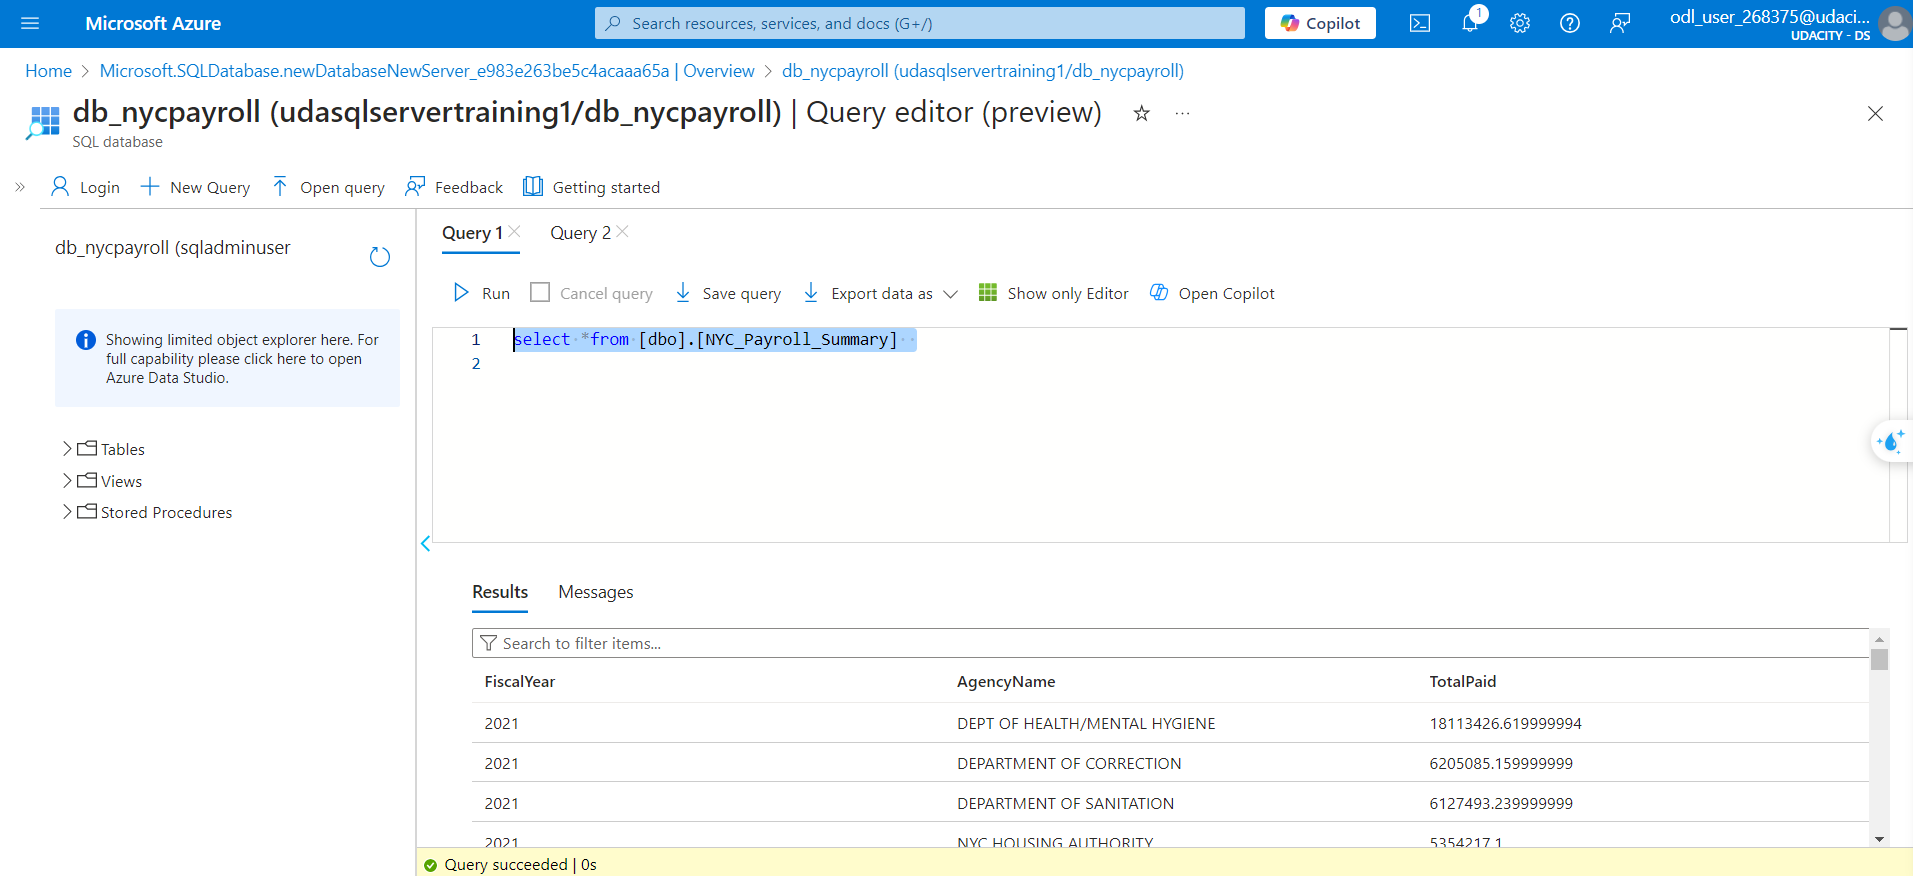 Microsoft Azure
Search resources, services, and docs (G+/)
Copilot
1
odl_user_268375@udaci...
UDACITY - DS
Home > Microsoft.SQLDatabase.newDatabaseNewServer_e983e263be5c4acaaa65a | Overview > db_nycpayroll (udasqlservertraining1/db_nycpayroll)
db_nycpayroll (udasqlservertraining1/db_nycpayroll) | Query editor (preview)
SQL database
Login
New Query
Open query
Feedback
Getting started
db_nycpayroll (sqladminuser
Showing limited object explorer here. For
full capability please click here to open
Azure Data Studio.
Tables
Views
Stored Procedures
Query 1
Query 2
Run
Cancel query
Save query
Export data as
Show only Editor
Open Copilot
1 select *from [dbo].[NYC_Payroll_Summary]
2
Results
Messages
Search to filter items...
FiscalYear AgencyName TotalPaid
2021 DEPT OF HEALTH/MENTAL HYGIENE 18113426.619999994
2021 DEPARTMENT OF CORRECTION 6205085.159999999
2021 DEPARTMENT OF SANITATION 6127493.239999999
2021 NYC HOUSING AUTHORITY 5354217.1
Query succeeded | 0s